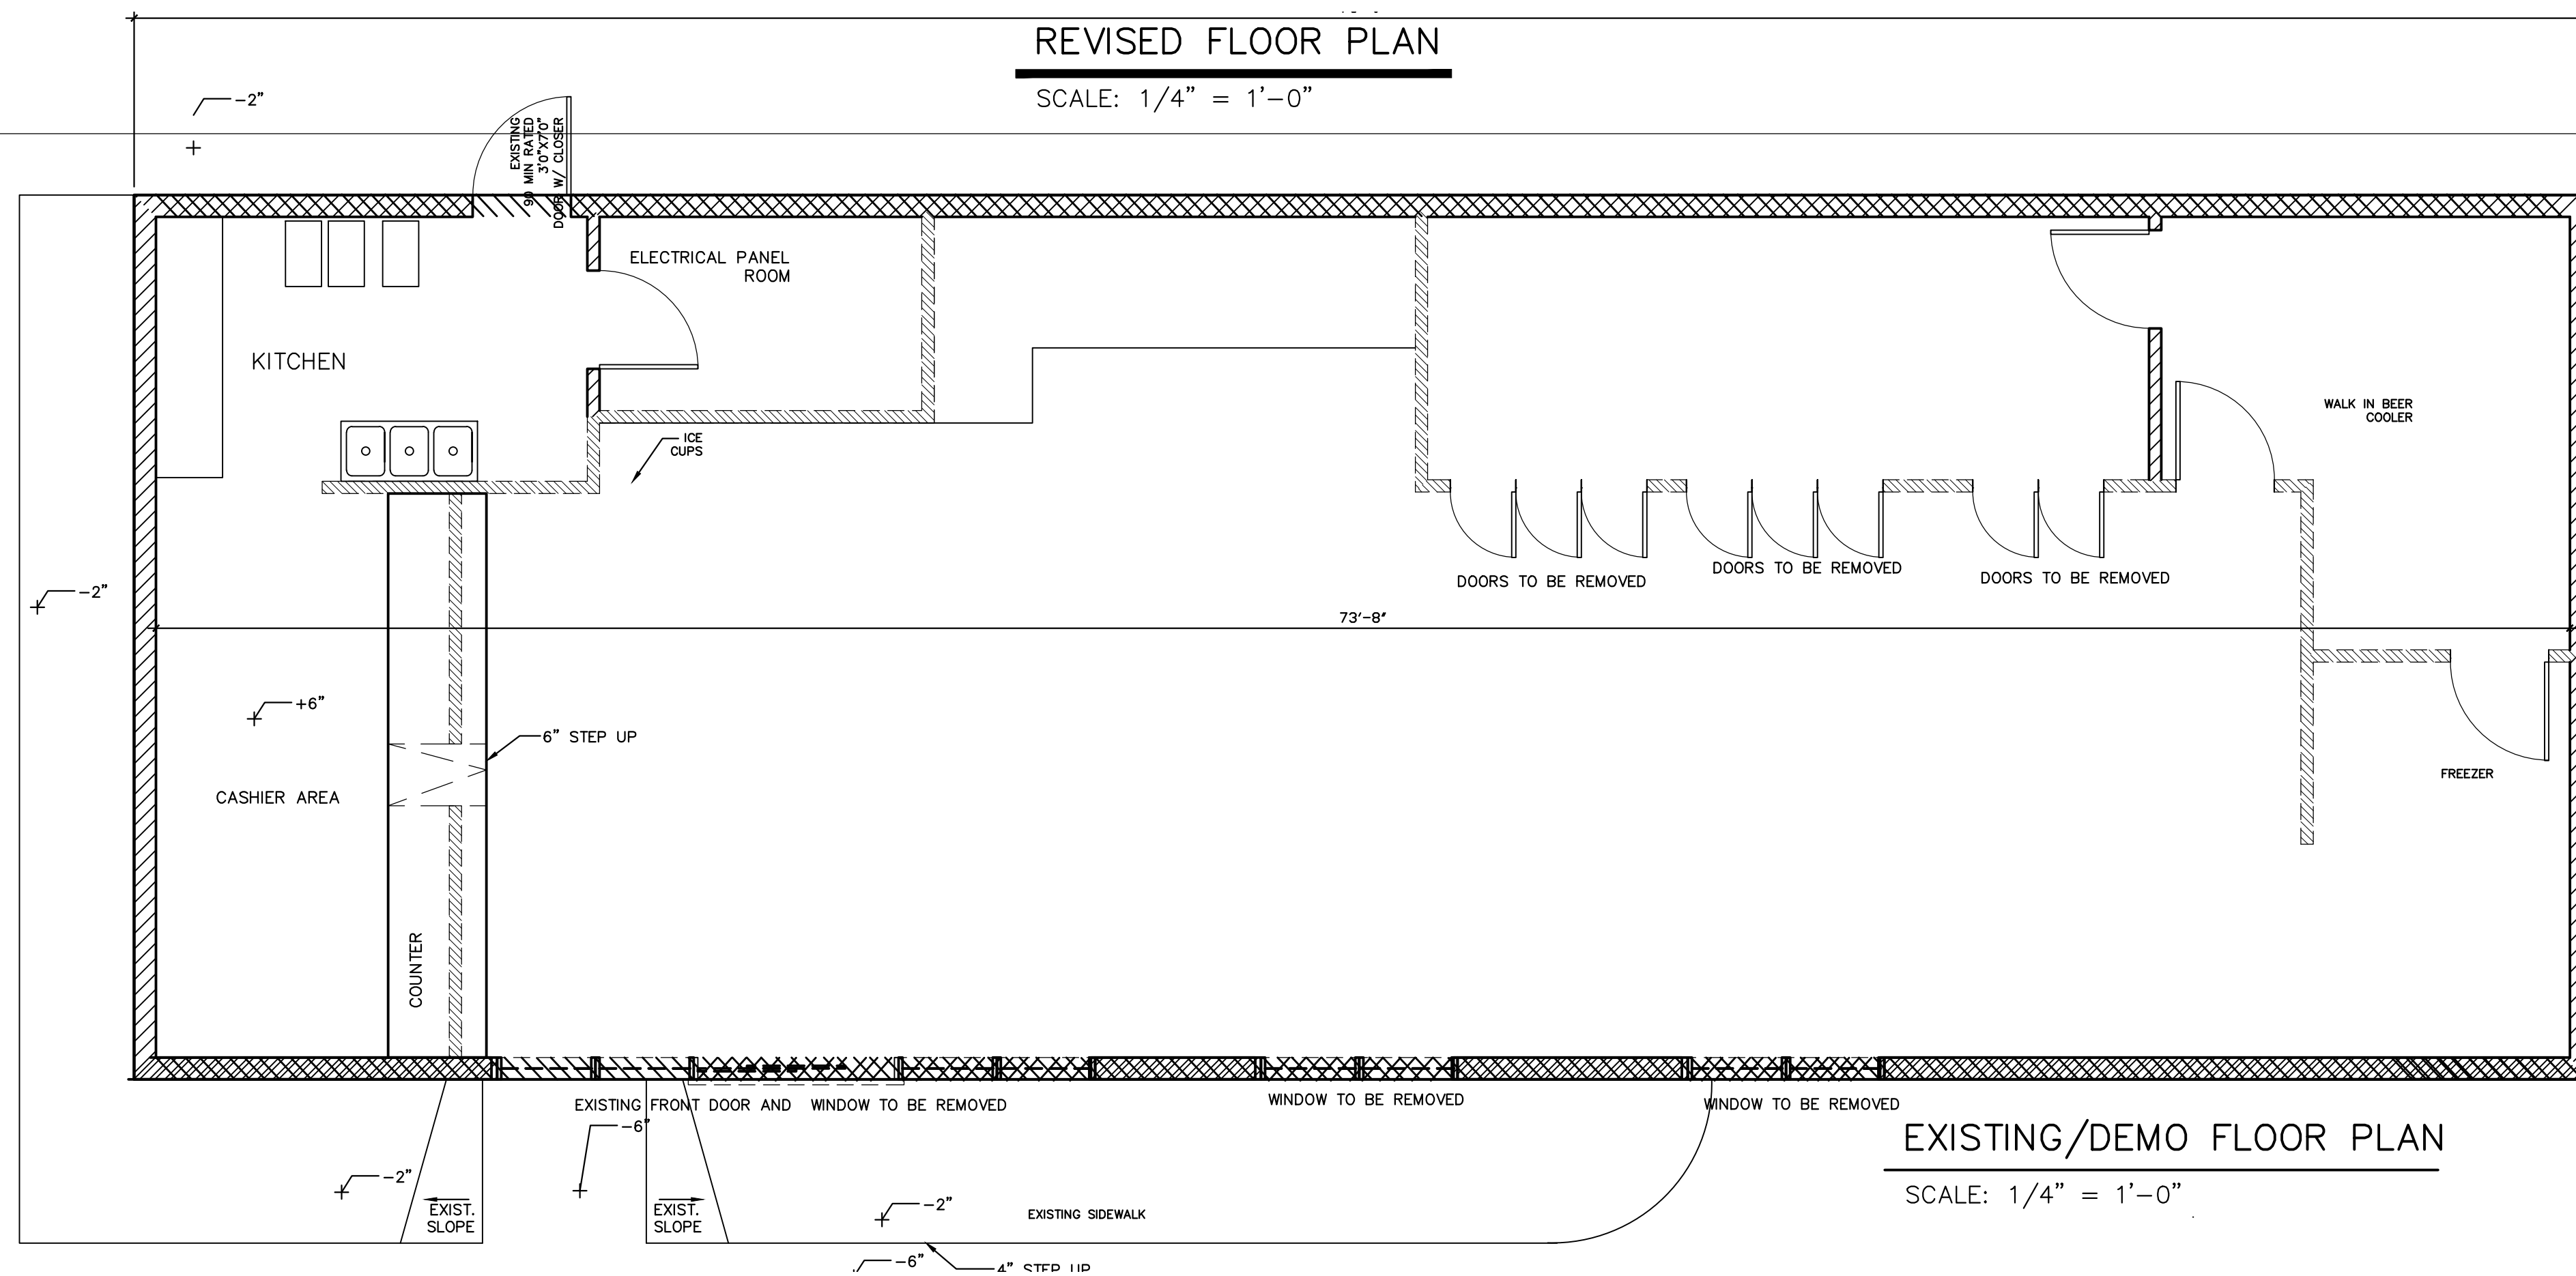 REVISED FLOOR PLAN
SCALE: 1/4" = 1'-0"
-2"
EXISTING
90 MIN RATED
3'0"X7'0"
DOOR W/ CLOSER
ELECTRICAL PANEL
ROOM
KITCHEN
ICE
CUPS
WALK IN BEER
COOLER
DOORS TO BE REMOVED
DOORS TO BE REMOVED
DOORS TO BE REMOVED
-2"
73'-8"
+6"
6" STEP UP
CASHIER AREA
FREEZER
COUNTER
EXISTING FRONT DOOR AND WINDOW TO BE REMOVED
WINDOW TO BE REMOVED
WINDOW TO BE REMOVED
-6"
EXISTING/DEMO FLOOR PLAN
SCALE: 1/4" = 1'-0"
-2"
EXIST.
SLOPE
EXIST.
SLOPE
-2"
EXISTING SIDEWALK
-6"
4" STEP UP